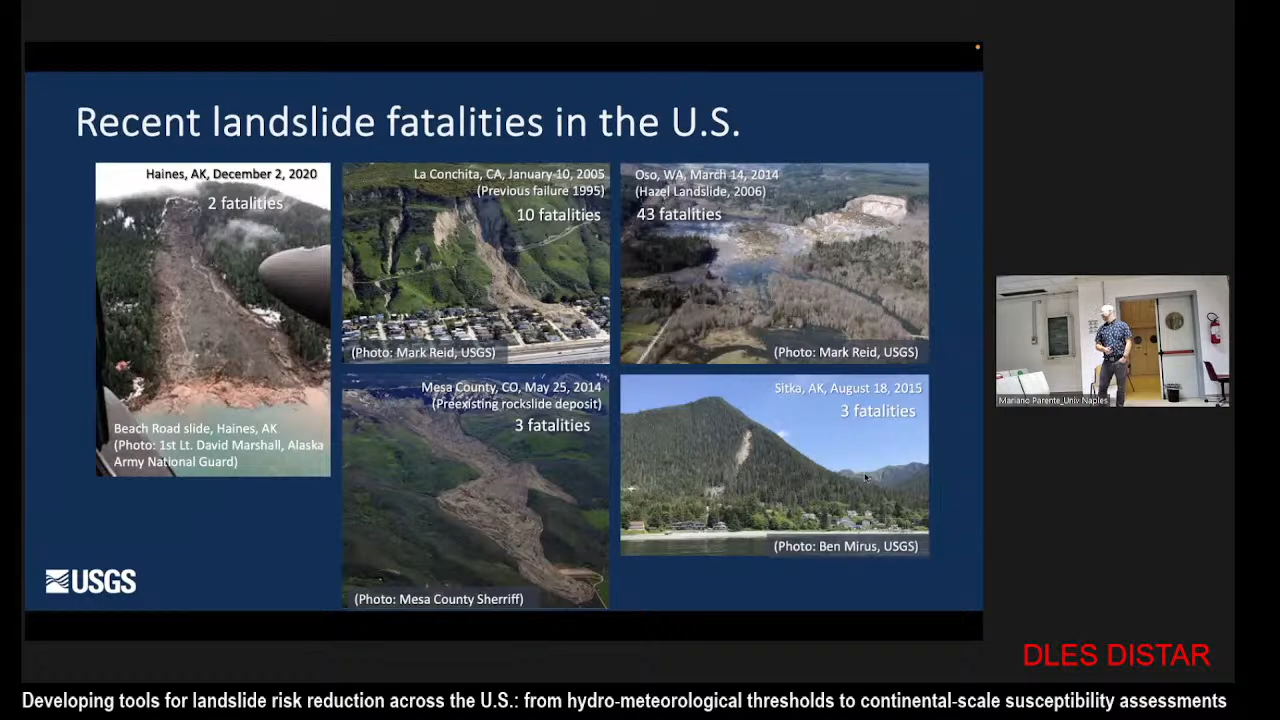 Recent landslide fatalities in the U.S.
Haines, AK, December 2, 2020
2 fatalities
Beach Road slide, Haines, AK
(Photo: 1st Lt. David Marshall, Alaska
Army National Guard)
La Conchita, CA, January 10, 2005
(Previous failure 1995)
10 fatalities
(Photo: Mark Reid, USGS)
Oso, WA, March 14, 2014
(Hazel Landslide, 2006)
43 fatalities
(Photo: Mark Reid, USGS)
Mesa County, CO, May 25, 2014
(Preexisting rockslide deposit)
3 fatalities
(Photo: Mesa County Sherriff)
Sitka, AK, August 18, 2015
3 fatalities
(Photo: Ben Mirus, USGS)
USGS
Mariano Parente_Univ Naples
DLES DISTAR
Developing tools for landslide risk reduction across the U.S.: from hydro-meteorological thresholds to continental-scale susceptibility assessments